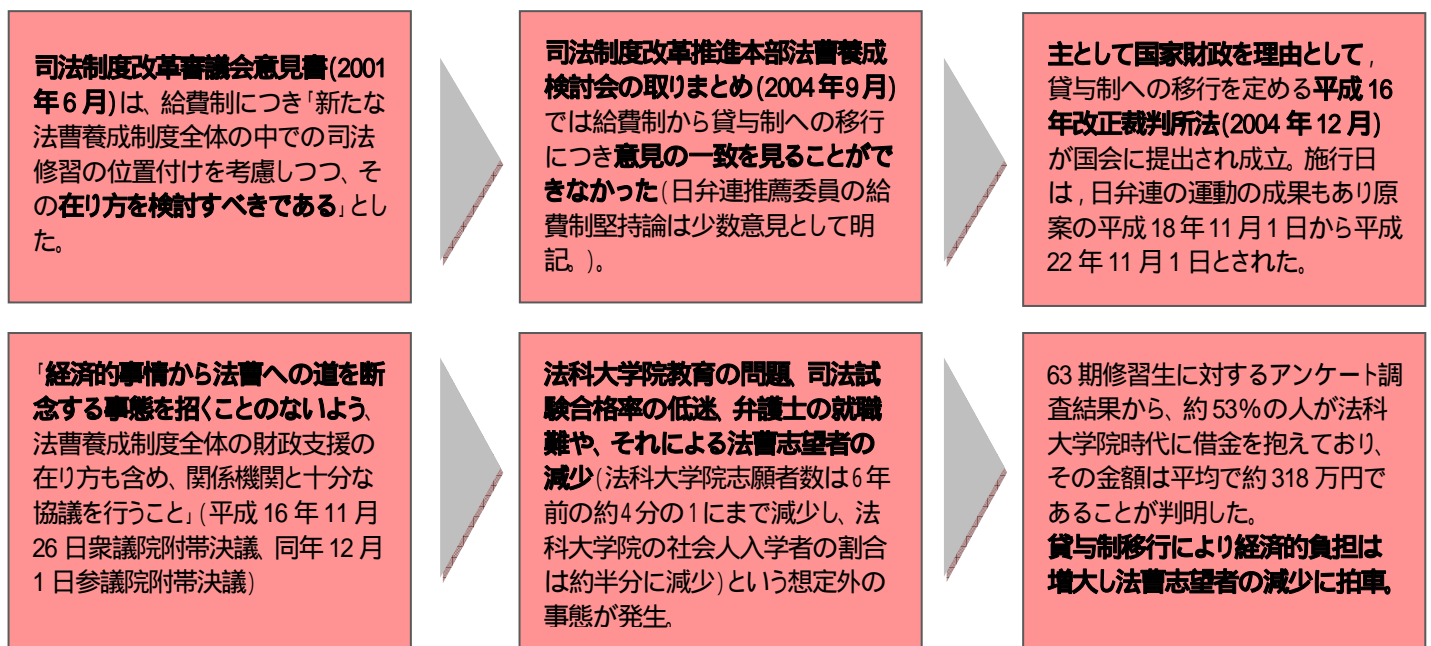 司法制度改革審議会意見書(2001
年6月)は、給費制につき「新たな
法曹養成制度全体の中での司法
修習の位置付けを考慮しつつ、そ
の在り方を検討すべきである」とし
た。
司法制度改革推進本部法曹養成
検討会の取りまとめ(2004年9月)
では給費制から貸与制への移行
につき意見の一致を見ることがで
きなかった(日弁連推薦委員の給
費制堅持論は少数意見として明
記。)。
主として国家財政を理由として,
貸与制への移行を定める平成16
年改正裁判所法(2004年12月)
が国会に提出され成立。施行日
は,日弁連の運動の成果もあり原
案の平成18年11月1日から平成
22年11月1日とされた。
「経済的事情から法曹への道を断
念する事態を招くことのないよう、
法曹養成制度全体の財政支援の
在り方も含め、関係機関と十分な
協議を行うこと」(平成16年11月
26日衆議院附帯決議、同年12月
1日参議院附帯決議)
法科大学院教育の問題、司法試
験合格率の低迷、弁護士の就職
難や、それによる法曹志望者の
減少(法科大学院志願者数は6年
前の約4分の1にまで減少し、法
科大学院の社会人入学者の割合
は約半分に減少)という想定外の
事態が発生。
63期修習生に対するアンケート調
査結果から、約53%の人が法科
大学院時代に借金を抱えており、
その金額は平均で約318万円で
あることが判明した。
貸与制移行により経済的負担は
増大し法曹志望者の減少に拍車。